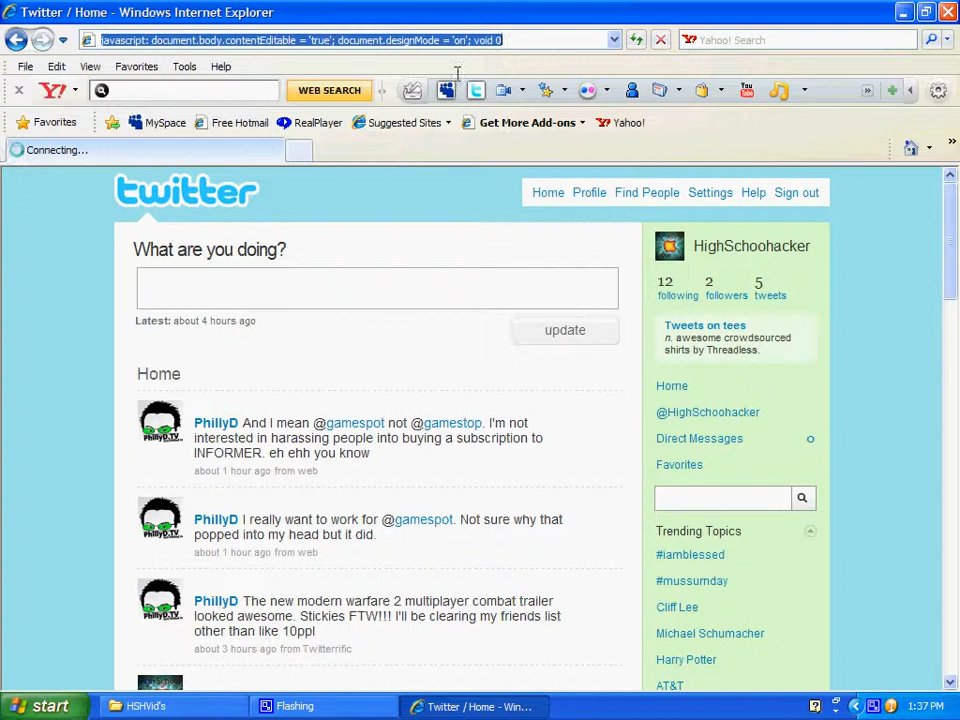 Twitter / Home - Windows Internet Explorer
javascript: document.body.contentEditable = 'true'; document.designMode = 'on'; void 0
Yahoo! Search
File Edit View Favorites Tools Help
Y! WEB SEARCH
Favorites MySpace Free Hotmail RealPlayer Suggested Sites Get More Add-ons Yahoo!
Connecting...
twitter
Home Profile Find People Settings Help Sign out
What are you doing?
Latest: about 4 hours ago
update
Home
PhillyD And I mean @gamespot not @gamestop. I'm not
interested in harassing people into buying a subscription to
INFORMER. eh ehh you know
about 1 hour ago from web
PhillyD I really want to work for @gamespot. Not sure why that
popped into my head but it did.
about 1 hour ago from web
PhillyD The new modern warfare 2 multiplayer combat trailer
looked awesome. Stickies FTW!!! I'll be clearing my friends list
other than like 10ppl
about 3 hours ago from Twitterrific
HighSchoohacker
12 2 5
following followers tweets
Tweets on tees
n. awesome crowdsourced
shirts by Threadless.
Home
@HighSchoohacker
Direct Messages 0
Favorites
Trending Topics
#iamblessed
#mussumday
Cliff Lee
Michael Schumacher
Harry Potter
AT&T
start HSHVid's Flashing Twitter / Home - Win... 1:37 PM